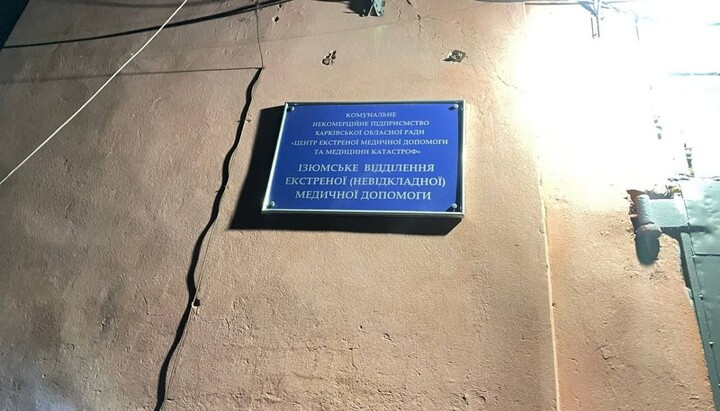 КОМУНАЛЬНЕ
НЕКОМЕРЦІЙНЕ ПІДПРИЄМСТВО
ХАРКІВСЬКОЇ ОБЛАСНОЇ РАДИ
«ЦЕНТР ЕКСТРЕНОЇ МЕДИЧНОЇ ДОПОМОГИ
ТА МЕДИЦИНИ КАТАСТРОФ»
ІЗЮМСЬКЕ ВІДДІЛЕННЯ
ЕКСТРЕНОЇ (НЕВІДКЛАДНОЇ)
МЕДИЧНОЇ ДОПОМОГИ